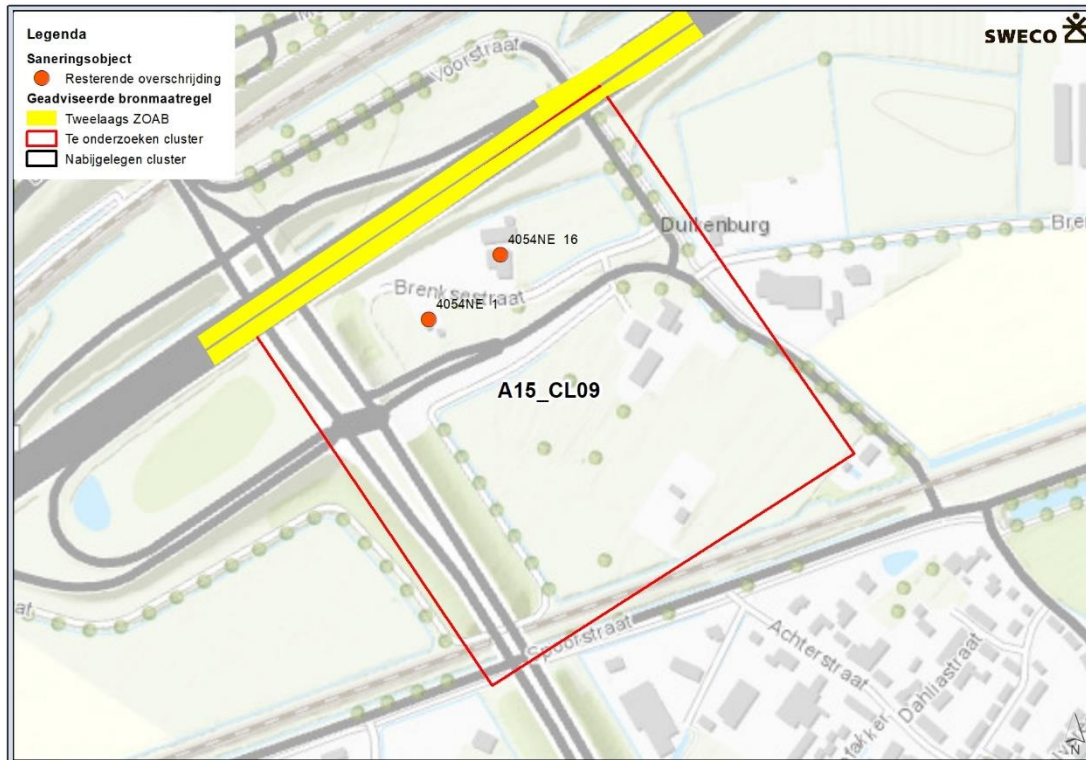 Legenda
Saneringsobject
Resterende overschrijding
Geadviseerde bronmaatregel
Tweelaags ZOAB
Te onderzoeken cluster
Nabijgelegen cluster
SWECO
Voorstraat
Duikenburg
4054NE 16
Brenksestraat
4054NE 1
A15_CL09
Spoorstraat
Achterstraat
Dahliastraat
N